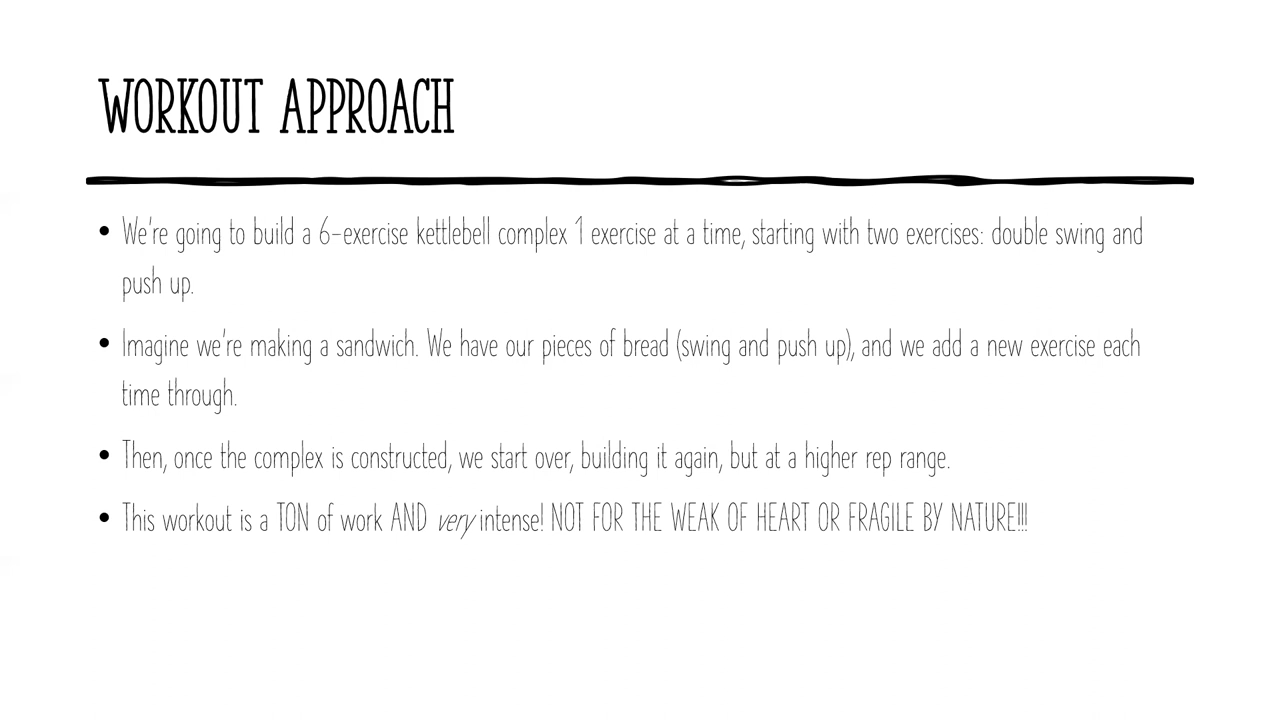 WORKOUT APPROACH
• We're going to build a 6-exercise kettlebell complex 1 exercise at a time, starting with two exercises: double swing and
push up.
• Imagine we're making a sandwich. We have our pieces of bread (swing and push up), and we add a new exercise each
time through.
• Then, once the complex is constructed, we start over, building it again, but at a higher rep range.
• This workout is a TON of work AND very intense! NOT FOR THE WEAK OF HEART OR FRAGILE BY NATURE!!!